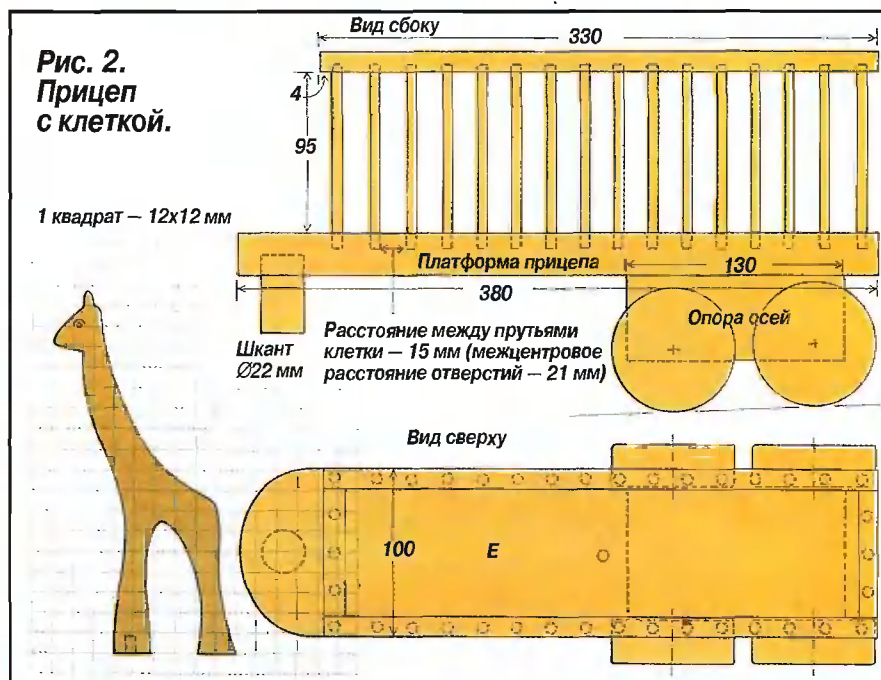 Рис. 2.
Прицеп
с клеткой.
Вид сбоку
330
4
95
1 квадрат – 12х12 мм
Платформа прицепа
130
380
Опора осей
Шкант
Ø22 мм
Расстояние между прутьями
клетки – 15 мм (межцентровое
расстояние отверстий – 21 мм)
Вид сверху
100
E